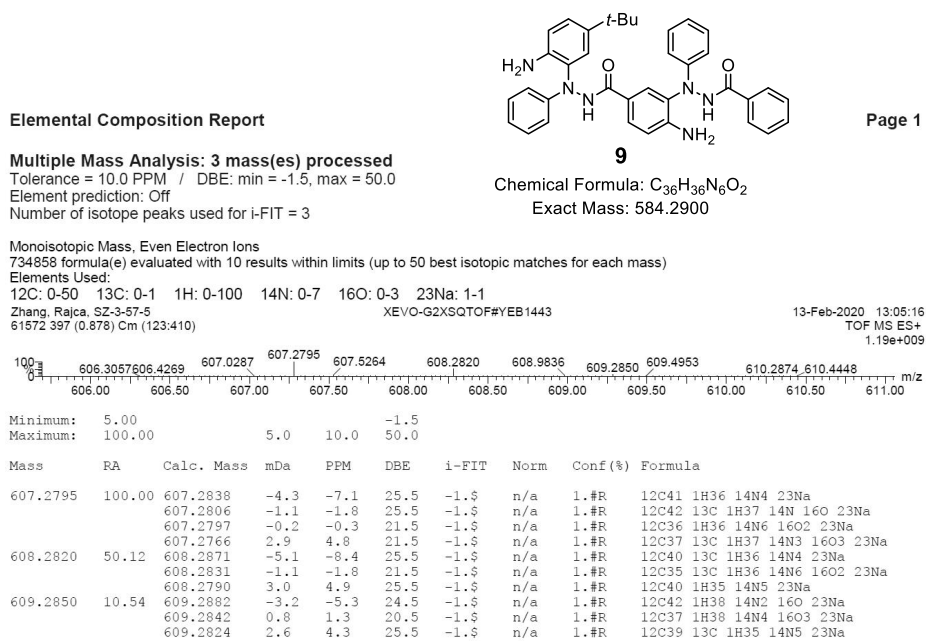 t-Bu
H2N
O
O
N
N
H
N
N
H
NH2
9
Chemical Formula: C36H36N6O2
Exact Mass: 584.2900
Elemental Composition Report Page 1
Multiple Mass Analysis: 3 mass(es) processed
Tolerance = 10.0 PPM / DBE: min = -1.5, max = 50.0
Element prediction: Off
Number of isotope peaks used for i-FIT = 3
Monoisotopic Mass, Even Electron Ions
734858 formula(e) evaluated with 10 results within limits (up to 50 best isotopic matches for each mass)
Elements Used:
12C: 0-50 13C: 0-1 1H: 0-100 14N: 0-7 16O: 0-3 23Na: 1-1
Zhang, Rajca, SZ-3-57-5 XEVO-G2XSQTOF#YEB1443 13-Feb-2020 13:05:16
61572 397 (0.878) Cm (123:410) TOF MS ES+
1.19e+009
100
%
0
606.3057 606.4269 607.0287 607.2795 607.5264 608.2820 608.9836 609.2850 609.4953 610.2874 610.4448
m/z
606.00 606.50 607.00 607.50 608.00 608.50 609.00 609.50 610.00 610.50 611.00
Minimum: 5.00 -1.5
Maximum: 100.00 5.0 10.0 50.0
Mass RA Calc. Mass mDa PPM DBE i-FIT Norm Conf(%) Formula
607.2795 100.00 607.2838 -4.3 -7.1 25.5 -1.$ n/a 1.#R 12C41 1H36 14N4 23Na
607.2806 -1.1 -1.8 25.5 -1.$ n/a 1.#R 12C42 13C 1H37 14N 16O 23Na
607.2797 -0.2 -0.3 21.5 -1.$ n/a 1.#R 12C36 1H36 14N6 16O2 23Na
607.2766 2.9 4.8 21.5 -1.$ n/a 1.#R 12C37 13C 1H37 14N3 16O3 23Na
608.2820 50.12 608.2871 -5.1 -8.4 25.5 -1.$ n/a 1.#R 12C40 13C 1H36 14N4 23Na
608.2831 -1.1 -1.8 21.5 -1.$ n/a 1.#R 12C35 13C 1H36 14N6 16O2 23Na
608.2790 3.0 4.9 25.5 -1.$ n/a 1.#R 12C40 1H35 14N5 23Na
609.2850 10.54 609.2882 -3.2 -5.3 24.5 -1.$ n/a 1.#R 12C42 1H38 14N2 16O 23Na
609.2842 0.8 1.3 20.5 -1.$ n/a 1.#R 12C37 1H38 14N4 16O3 23Na
609.2824 2.6 4.3 25.5 -1.$ n/a 1.#R 12C39 13C 1H35 14N5 23Na